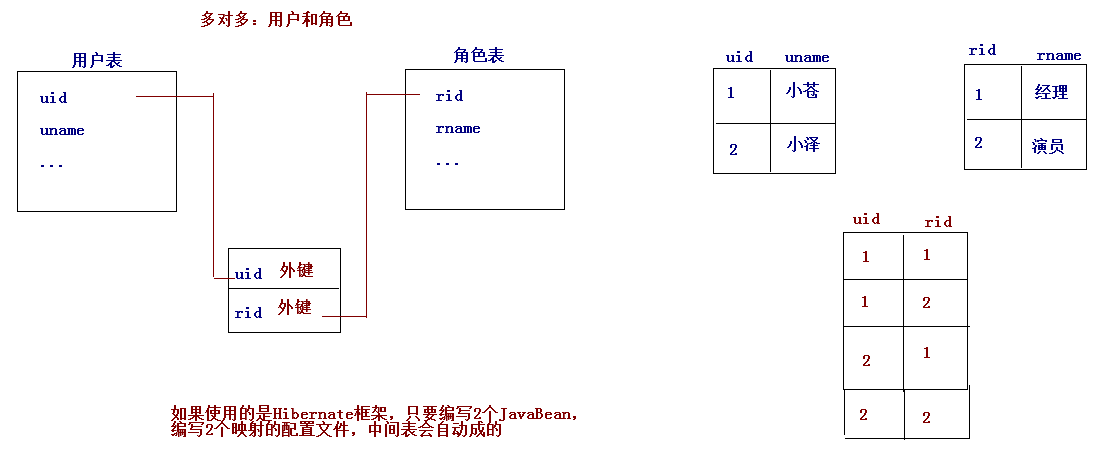 多对多：用户和角色
用户表
uid
uname
...
角色表
rid
rname
...
uid 外键
rid 外键
如果使用的是Hibernate框架，只要编写2个JavaBean，
编写2个映射的配置文件，中间表会自动成的
uid uname
1 小苍
2 小泽
rid rname
1 经理
2 演员
uid rid
1 1
1 2
2 1
2 2